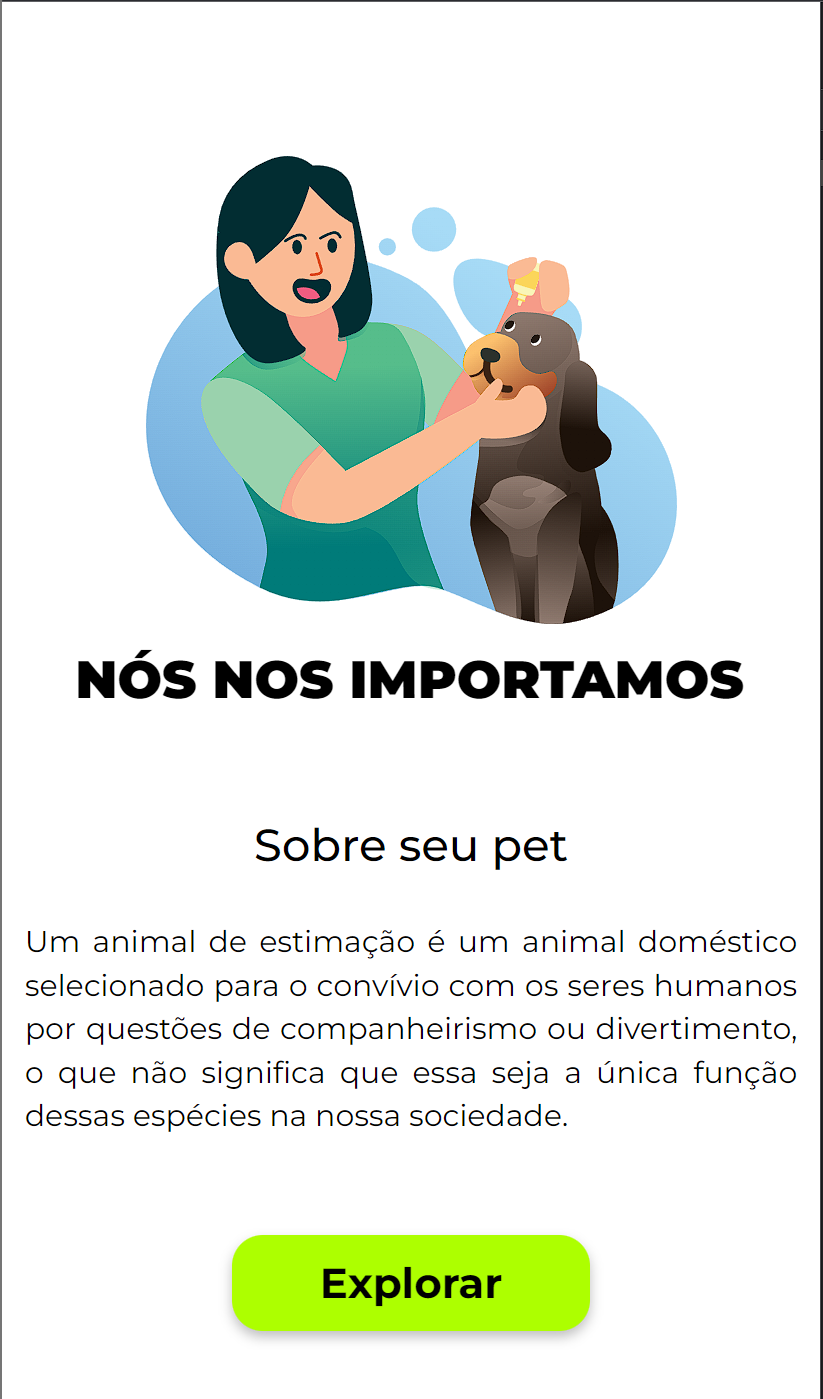 NÓS NOS IMPORTAMOS
Sobre seu pet
Um animal de estimação é um animal doméstico
selecionado para o convívio com os seres humanos
por questões de companheirismo ou divertimento,
o que não significa que essa seja a única função
dessas espécies na nossa sociedade.
Explorar